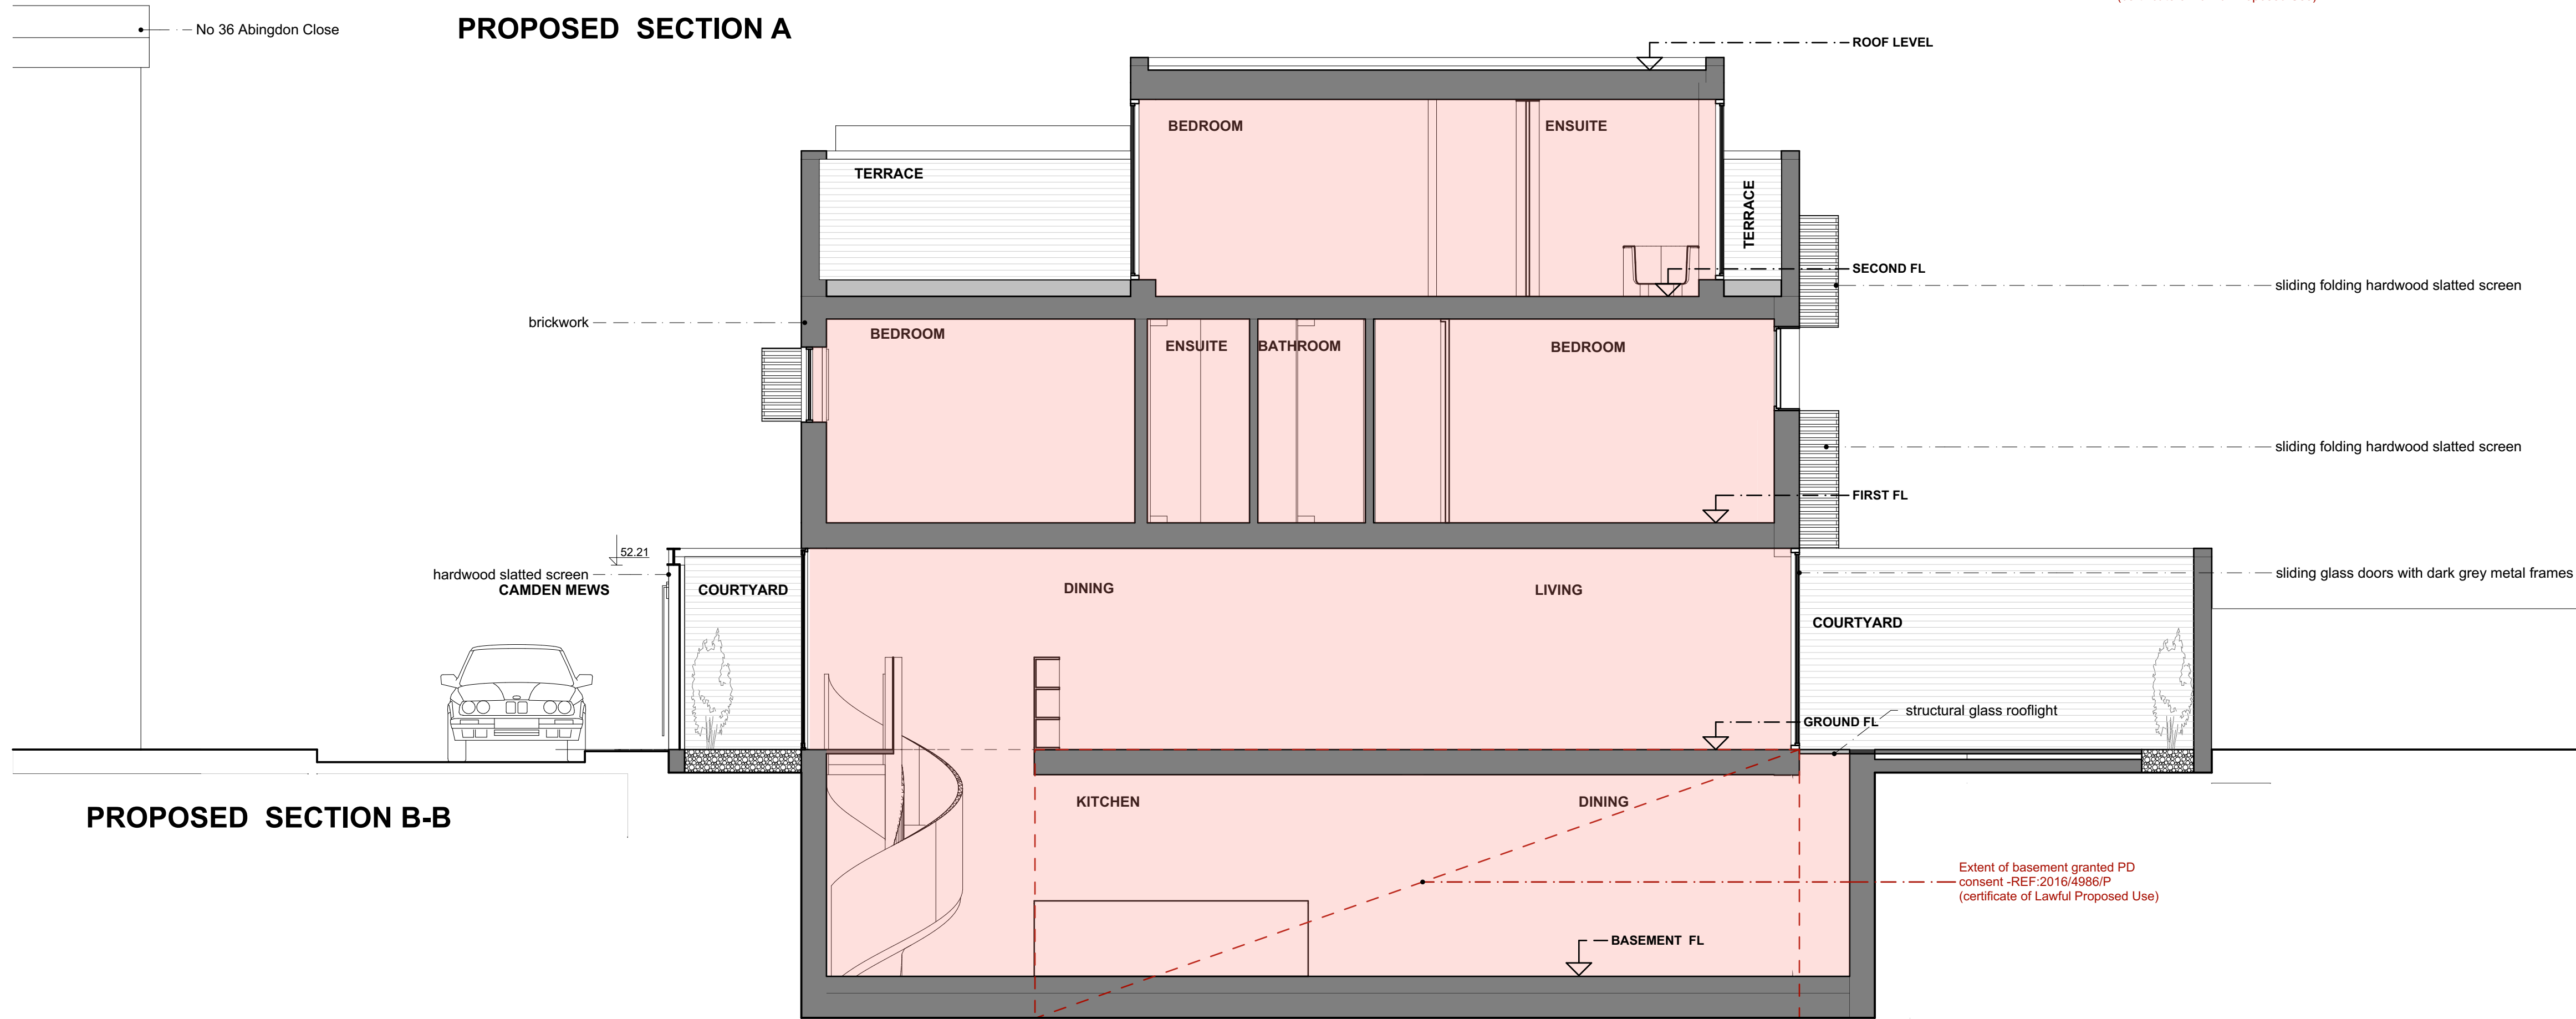 No 36 Abingdon Close
PROPOSED SECTION A
ROOF LEVEL
BEDROOM
ENSUITE
TERRACE
TERRACE
SECOND FL
sliding folding hardwood slatted screen
brickwork
BEDROOM
ENSUITE
BATHROOM
BEDROOM
sliding folding hardwood slatted screen
FIRST FL
52.21
hardwood slatted screen
CAMDEN MEWS
COURTYARD
DINING
LIVING
sliding glass doors with dark grey metal frames
COURTYARD
structural glass rooflight
GROUND FL
KITCHEN
DINING
PROPOSED SECTION B-B
Extent of basement granted PD
consent -REF:2016/4986/P
(certificate of Lawful Proposed Use)
BASEMENT FL